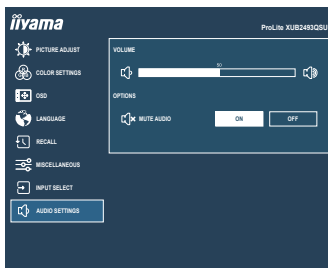 iiyama
ProLite XUB2493QSU
PICTURE ADJUST
COLOR SETTINGS
OSD
LANGUAGE
RECALL
MISCELLANEOUS
INPUT SELECT
AUDIO SETTINGS
VOLUME
50
OPTIONS
MUTE AUDIO
ON
OFF